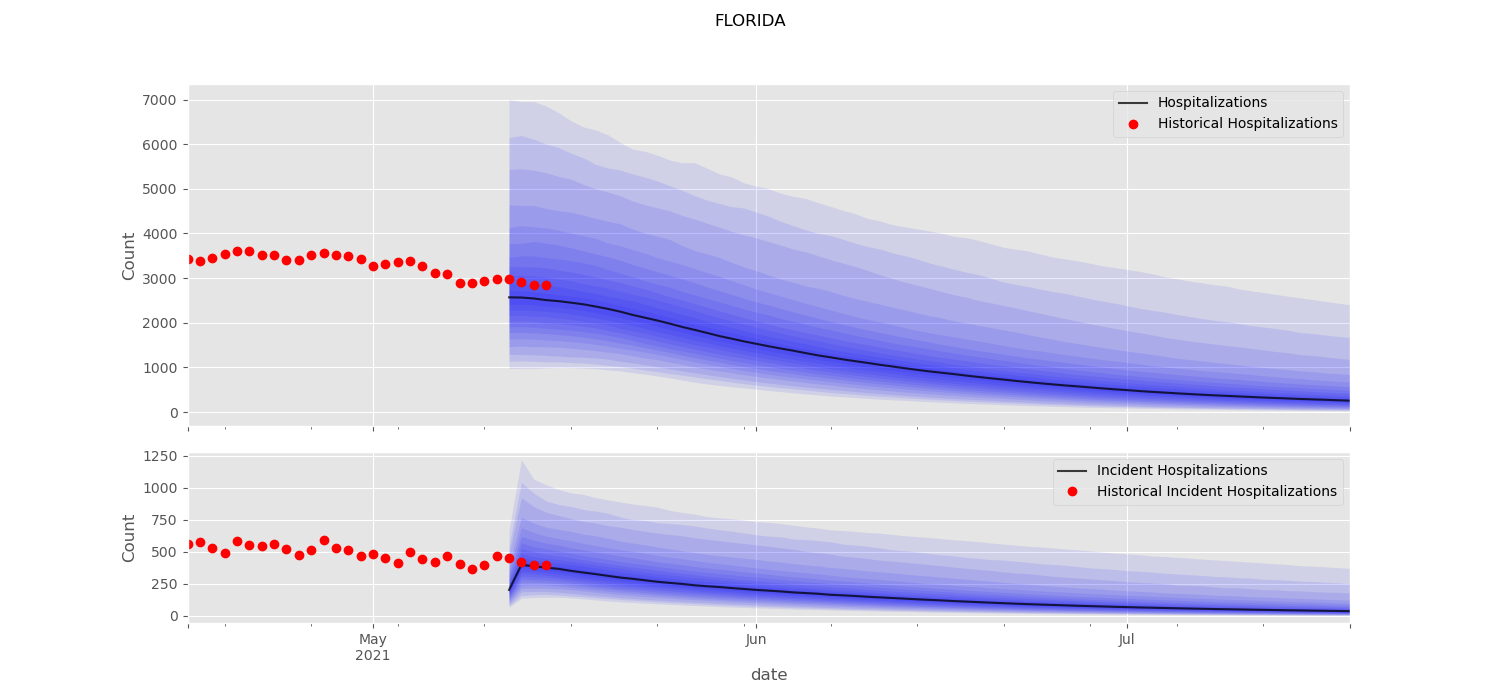 FLORIDA
7000
6000
5000
4000
3000
2000
1000
0
Count
Hospitalizations
Historical Hospitalizations
1250
1000
750
500
250
0
Count
Incident Hospitalizations
Historical Incident Hospitalizations
May
2021
Jun
Jul
date